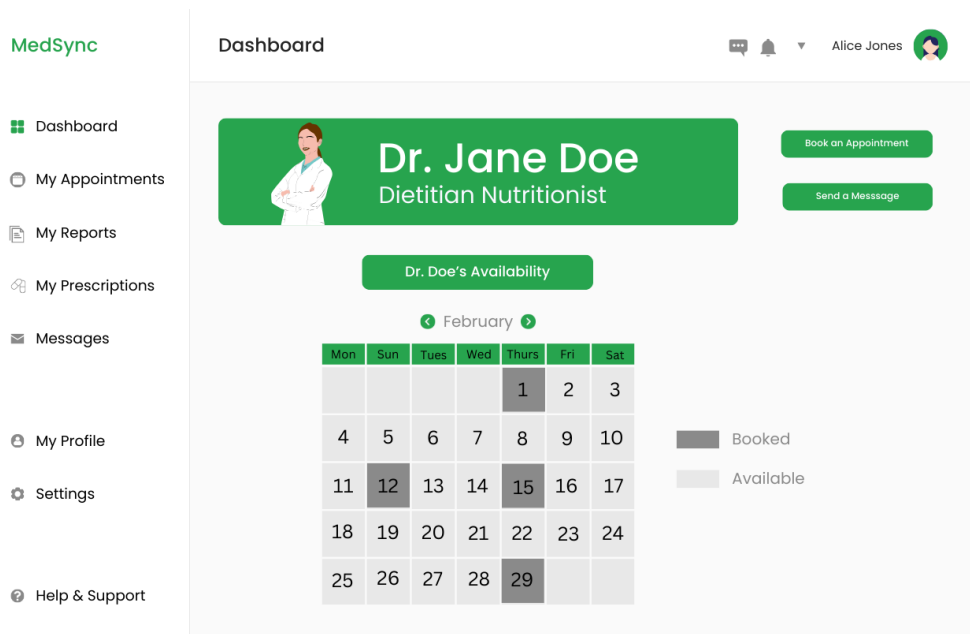 MedSync
Dashboard
Alice Jones
Dashboard
My Appointments
My Reports
My Prescriptions
Messages
My Profile
Settings
Help & Support
Dr. Jane Doe
Dietitian Nutritionist
Book an Appointment
Send a Messsage
Dr. Doe's Availability
February
Mon Sun Tues Wed Thurs Fri Sat
1 2 3
4 5 6 7 8 9 10
11 12 13 14 15 16 17
18 19 20 21 22 23 24
25 26 27 28 29
Booked
Available